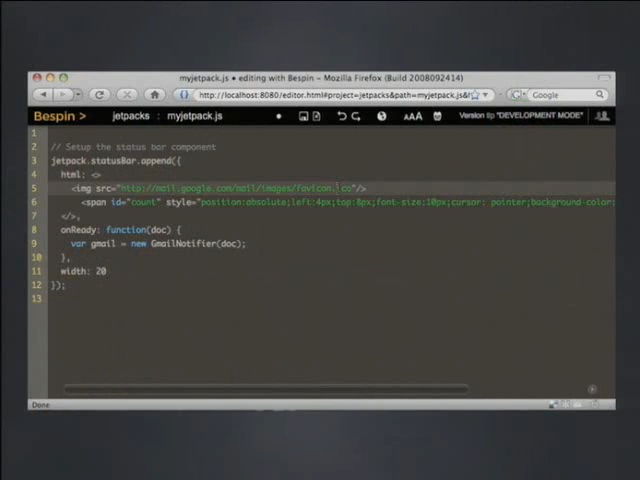 myjetpack.js • editing with Bespin – Mozilla Firefox (Build 2008092414)
http://localhost:8080/editor.html#project=jetpacks&path=myjetpack.js&
Google
Bespin > jetpacks : myjetpack.js
AAA
Version tip "DEVELOPMENT MODE"
1
2 // Setup the status bar component
3 jetpack.statusBar.append({
4 html: <>
5 <img src="http://mail.google.com/mail/images/favicon.ico"/>
6 <span id="count" style="position:absolute;left:4px;top:8px;font-size:10px;cursor: pointer;background-color:
7 </>,
8 onReady: function(doc) {
9 var gmail = new GmailNotifier(doc);
10 },
11 width: 20
12 });
13
Done